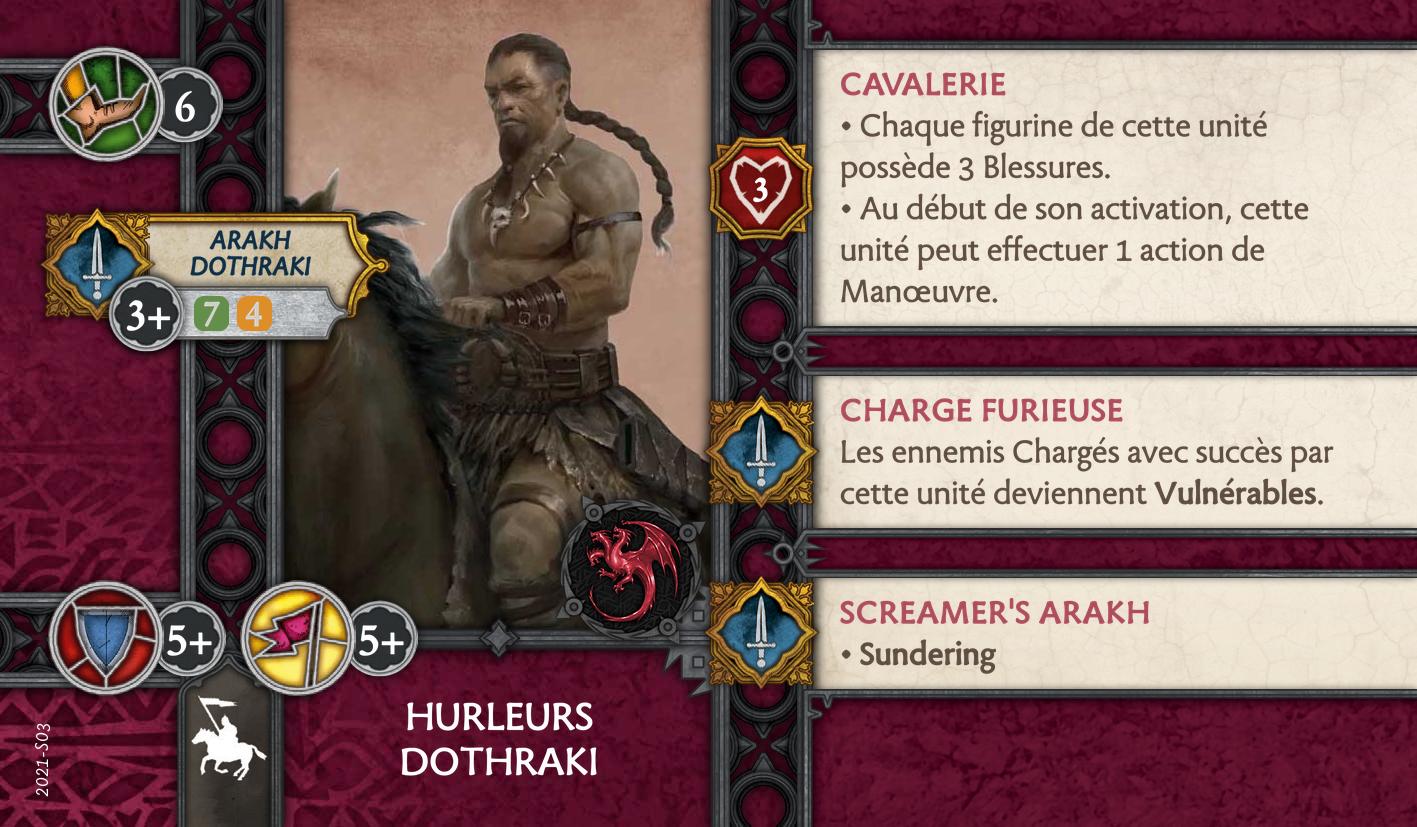 6
ARAKH
DOTHRAKI
3+ 7 4
5+ 5+
HURLEURS
DOTHRAKI
2021-S03
3
CAVALERIE
• Chaque figurine de cette unité
possède 3 Blessures.
• Au début de son activation, cette
unité peut effectuer 1 action de
Manœuvre.
CHARGE FURIEUSE
Les ennemis Chargés avec succès par
cette unité deviennent Vulnérables.
SCREAMER'S ARAKH
• Sundering